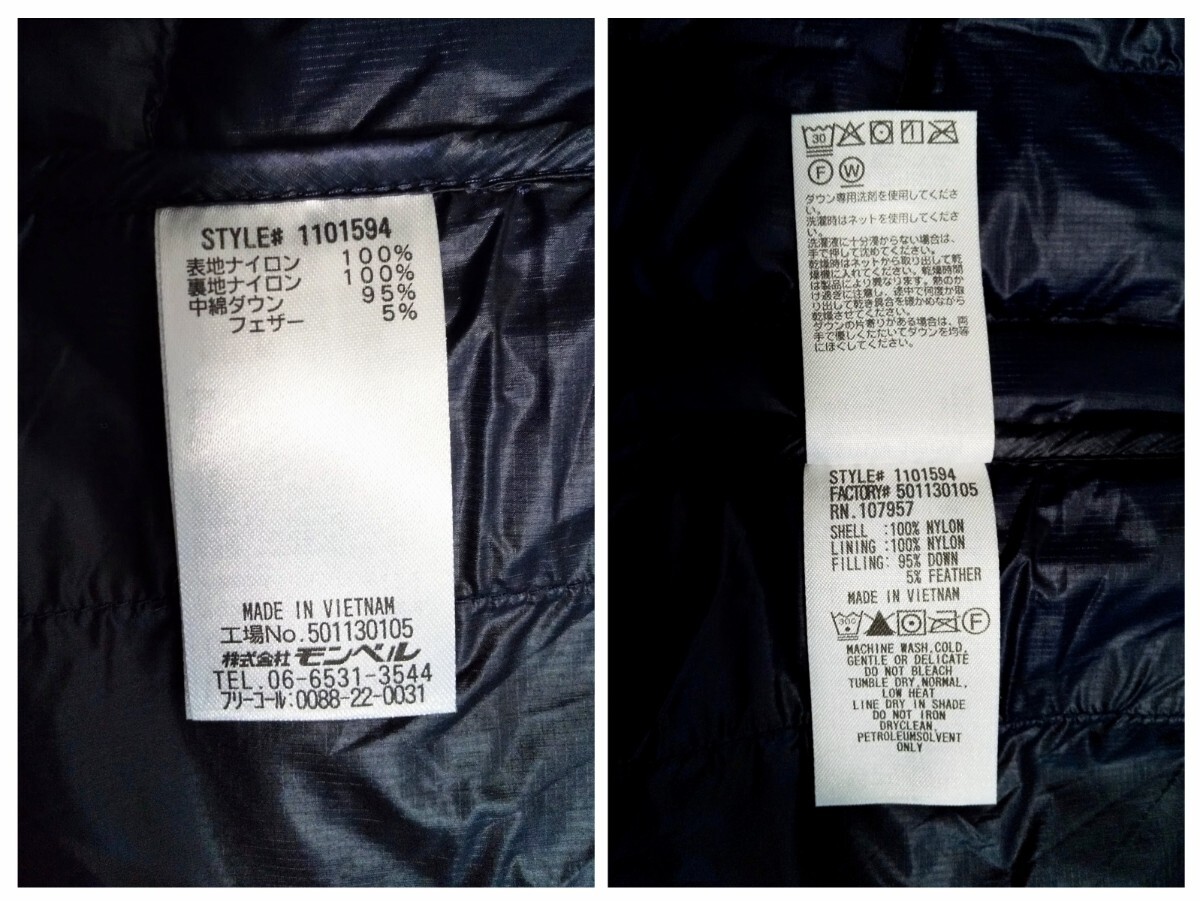 STYLE# 1101594
表地ナイロン 100%
裏地ナイロン 100%
中綿ダウン 95%
フェザー 5%
MADE IN VIETNAM
工場No.501130105
株式会社 モンベル
TEL.06-6531-3544
フリーコール:0088-22-0031
30
F W
ダウン専用洗剤を使用してくださ
い。
洗濯時はネットを使用してくださ
い。
洗濯液に十分浸からない場合は、
手で押して沈めてください。
乾燥時はネットから取り出して乾
燥機に入れてください。乾燥時間
は製品により異なります。熱のか
け過ぎに注意し、途中で何度か取
り出して乾き具合を確かめながら
乾燥させてください。
ダウンの片寄りがある場合は、両
手で優しくたたいてダウンを均等
にほぐしてください。
STYLE# 1101594
FACTORY# 501130105
RN.107957
SHELL :100% NYLON
LINING :100% NYLON
FILLING: 95% DOWN
5% FEATHER
MADE IN VIETNAM
F
MACHINE WASH,COLD,
GENTLE OR DELICATE
DO NOT BLEACH
TUMBLE DRY,NORMAL,
LOW HEAT
LINE DRY IN SHADE
DO NOT IRON
DRYCLEAN,
PETROLEUMSOLVENT
ONLY